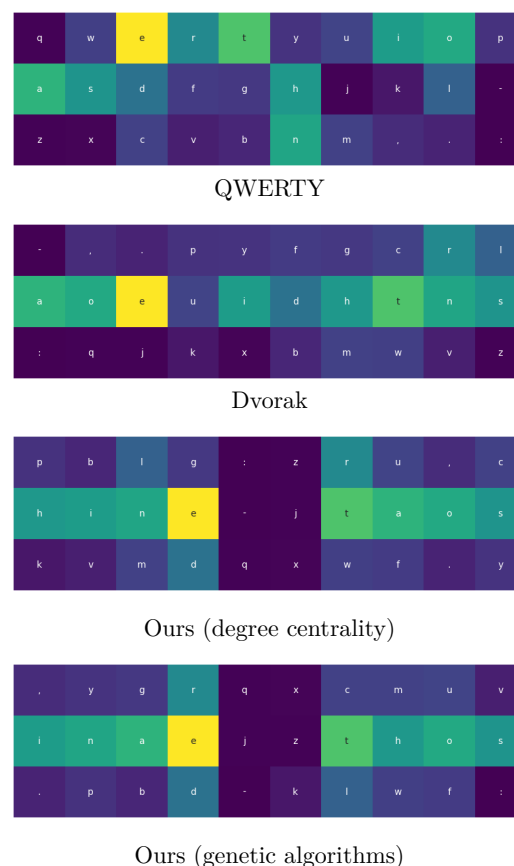 q w e r t y u i o p
a s d f g h j k l -
z x c v b n m , . :
QWERTY
- , . p y f g c r l
a o e u i d h t n s
: q j k x b m w v z
Dvorak
p b l g : z r u , c
h i n e - j t a o s
k v m d q x w f . y
Ours (degree centrality)
, y g r q x c m u v
i n a e j z t h o s
. p b d - k l w f :
Ours (genetic algorithms)